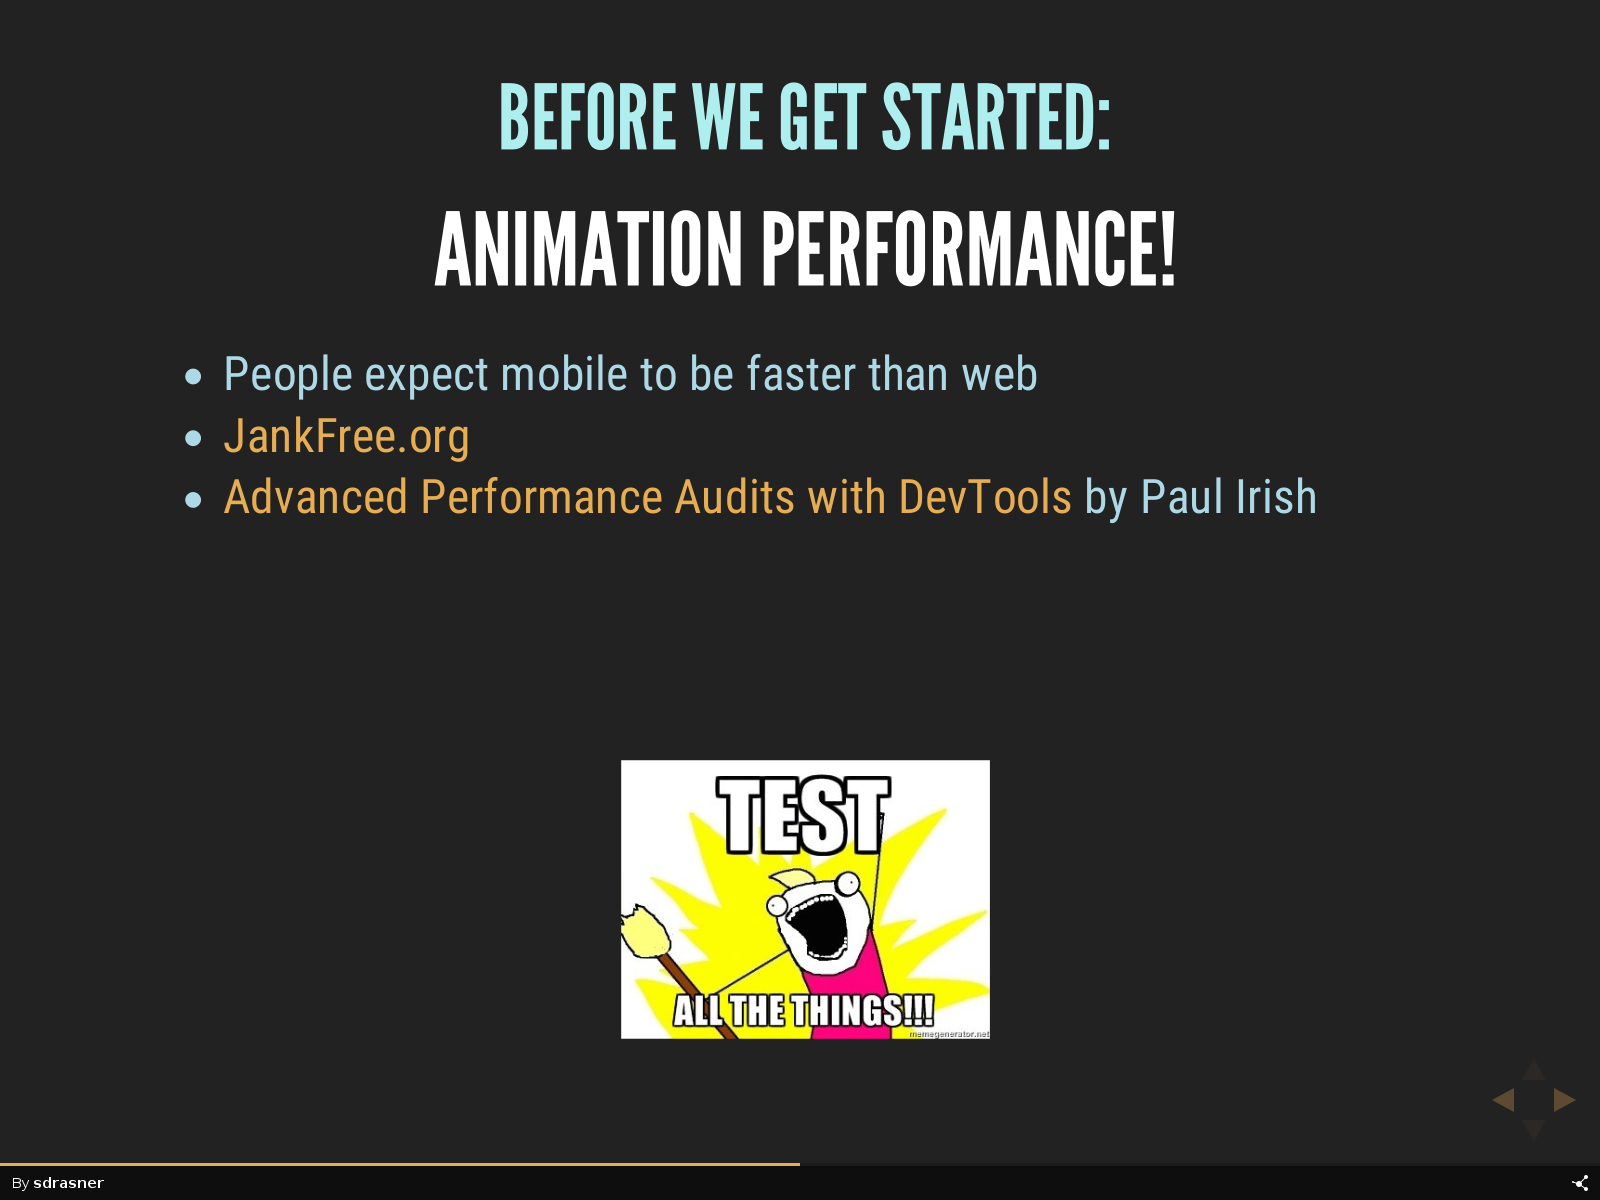 BEFORE WE GET STARTED:
ANIMATION PERFORMANCE!
People expect mobile to be faster than web
JankFree.org
Advanced Performance Audits with DevTools by Paul Irish
TEST
ALL THE THINGS!!!
memegenerator.net
By sdrasner